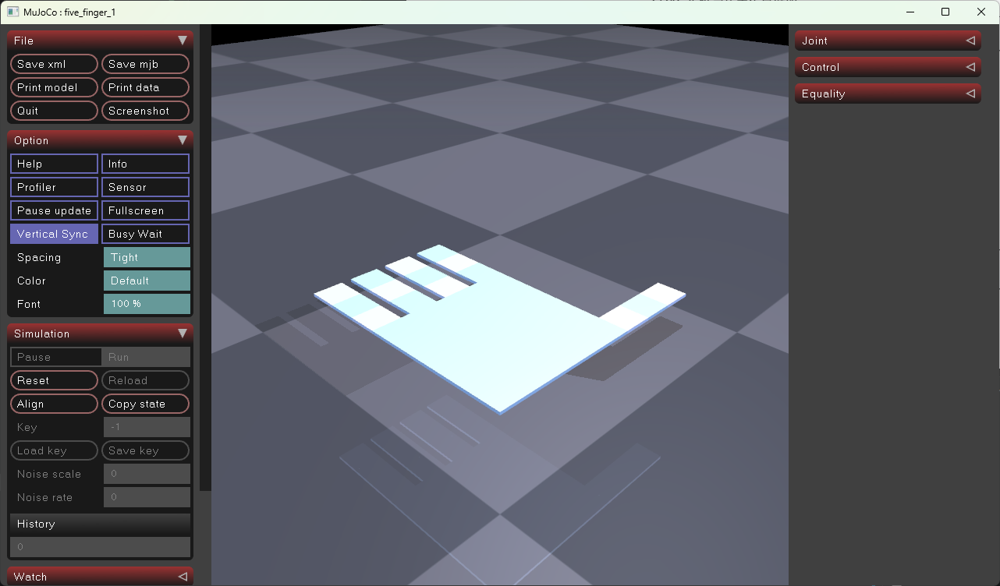 MuJoCo : five_finger_1
File
Save xml
Save mjb
Print model
Print data
Quit
Screenshot
Option
Help
Info
Profiler
Sensor
Pause update
Fullscreen
Vertical Sync
Busy Wait
Spacing
Tight
Color
Default
Font
100 %
Simulation
Pause
Run
Reset
Reload
Align
Copy state
Key
-1
Load key
Save key
Noise scale
0
Noise rate
0
History
0
Watch
Joint
Control
Equality